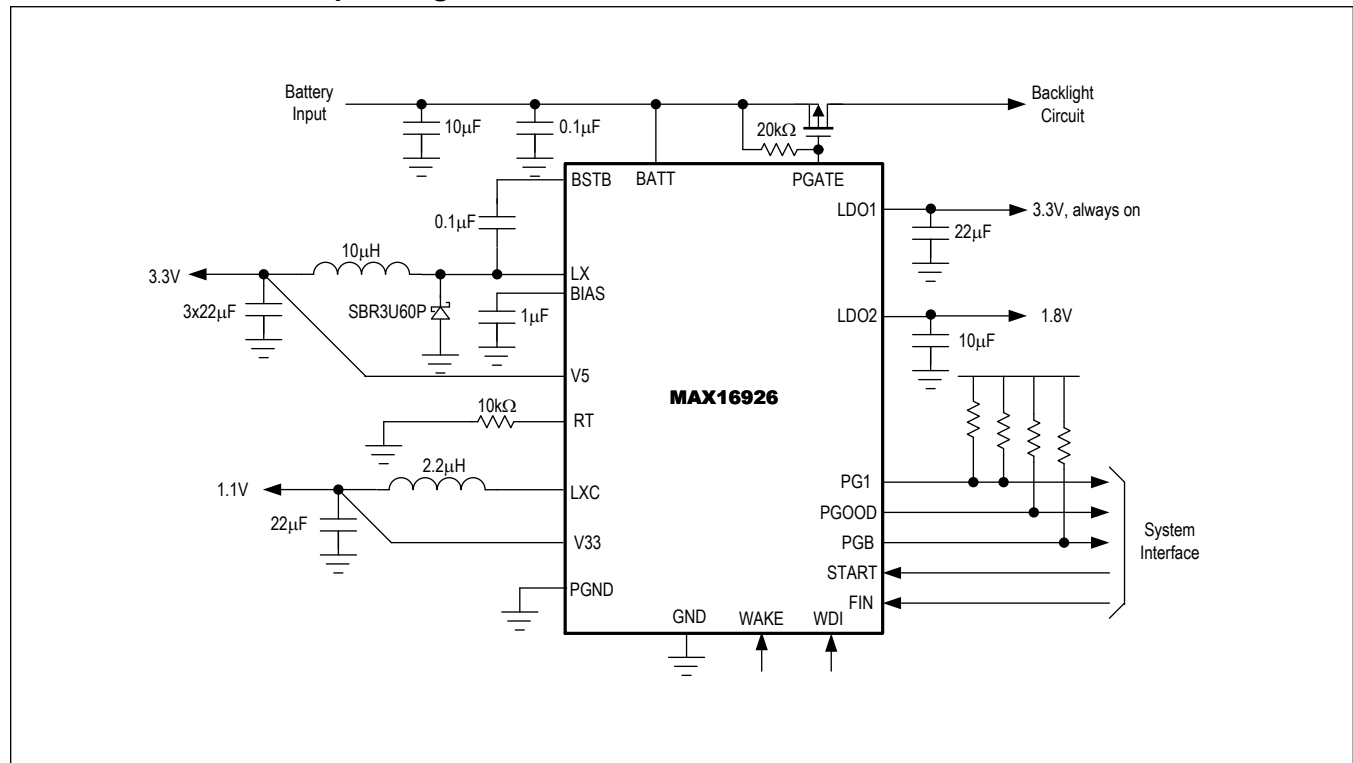 Battery
Input
10µF
0.1µF
20kΩ
Backlight
Circuit
BSTB
BATT
PGATE
LDO1
3.3V, always on
22µF
0.1µF
10µH
3.3V
LX
BIAS
3x22µF
SBR3U60P
1µF
LDO2
1.8V
10µF
V5
MAX16926
10kΩ
RT
2.2µH
1.1V
LXC
22µF
V33
PG1
PGOOD
PGB
System
Interface
START
FIN
PGND
GND
WAKE
WDI